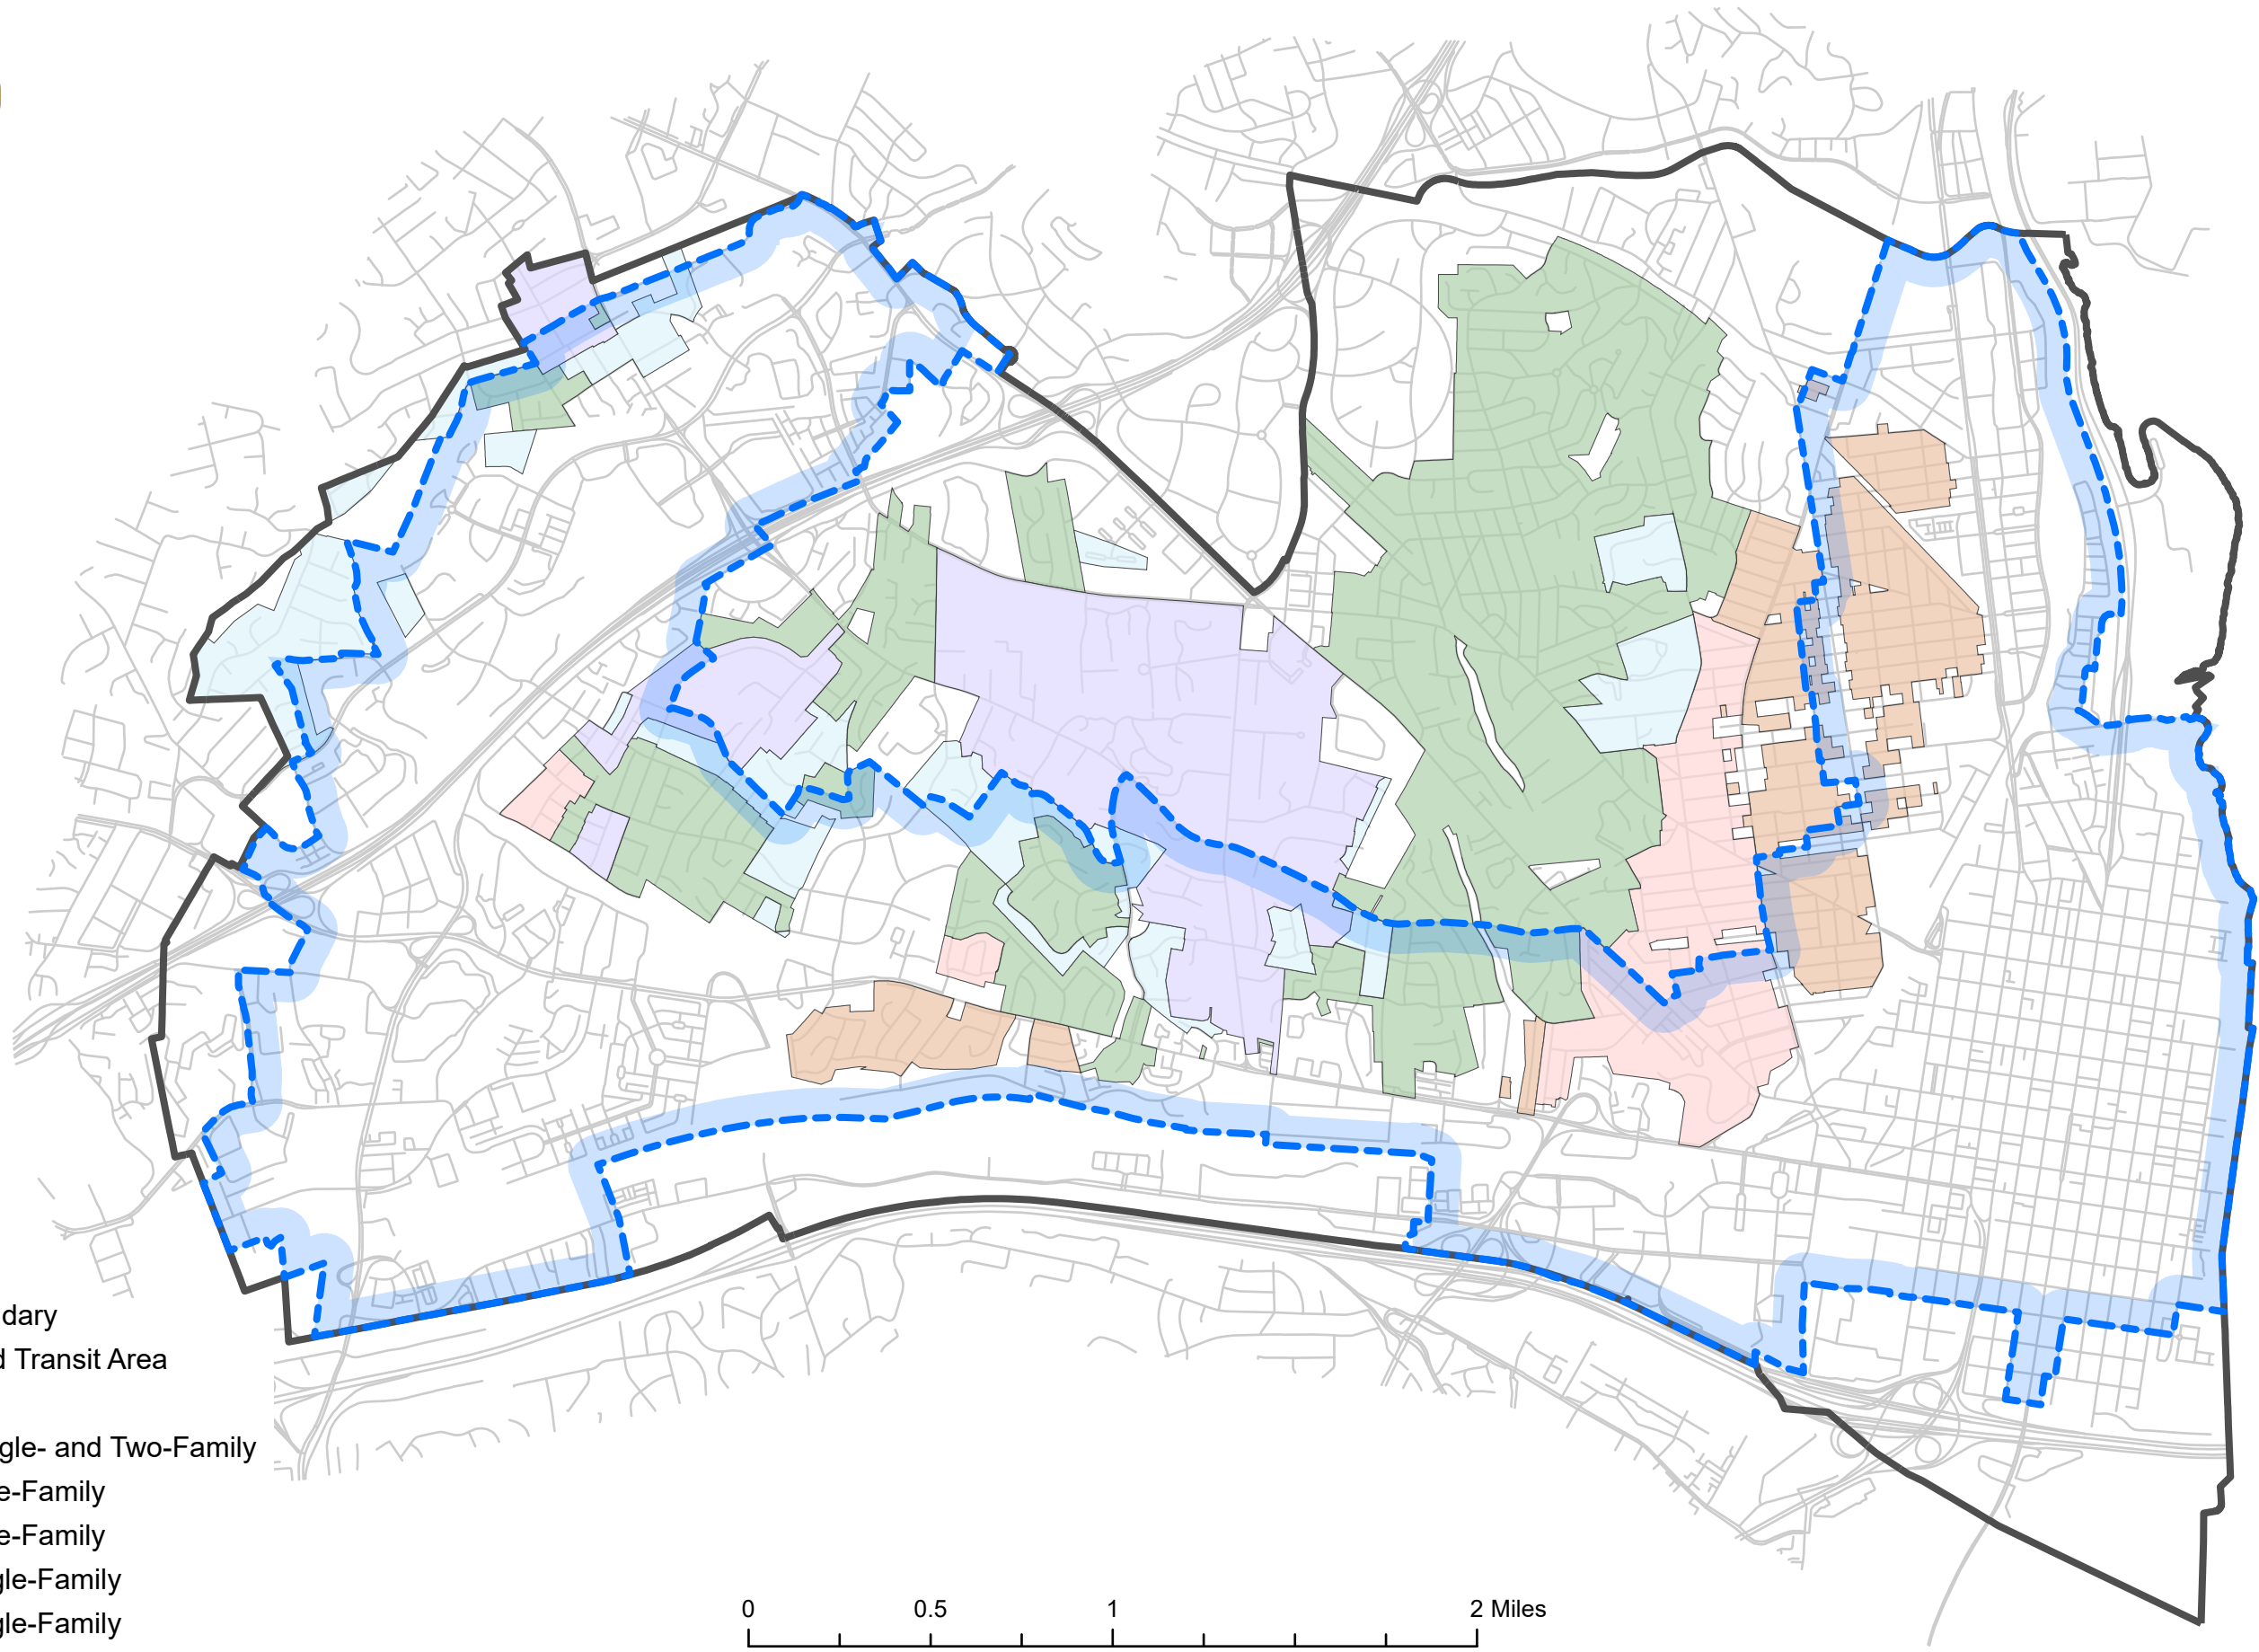 dary
d Transit Area
gle- and Two-Family
e-Family
e-Family
gle-Family
gle-Family
0 0.5 1 2 Miles